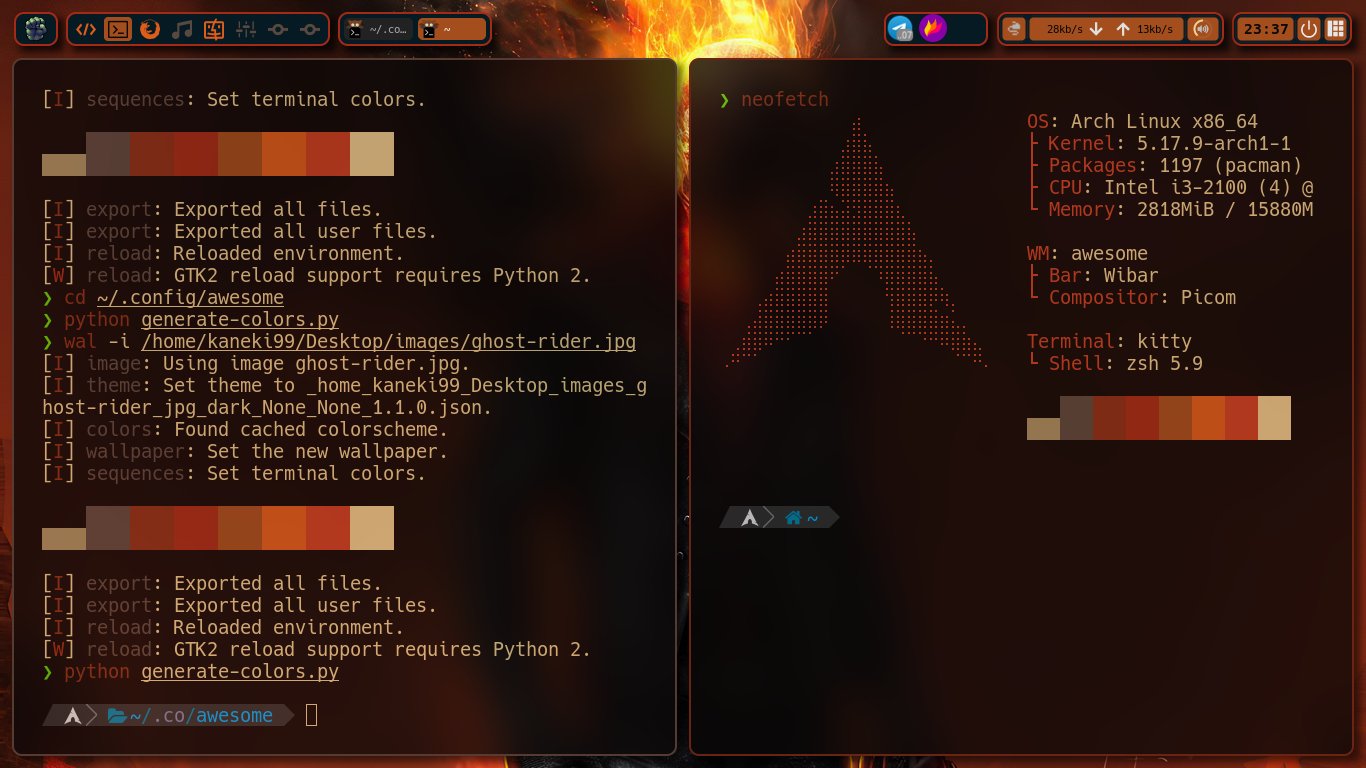 ~/.co…
~
.07
28kb/s
13kb/s
23:37
[I] sequences: Set terminal colors.
[I] export: Exported all files.
[I] export: Exported all user files.
[I] reload: Reloaded environment.
[W] reload: GTK2 reload support requires Python 2.
❯ cd ~/.config/awesome
❯ python generate-colors.py
❯ wal -i /home/kaneki99/Desktop/images/ghost-rider.jpg
[I] image: Using image ghost-rider.jpg.
[I] theme: Set theme to _home_kaneki99_Desktop_images_g
host-rider_jpg_dark_None_None_1.1.0.json.
[I] colors: Found cached colorscheme.
[I] wallpaper: Set the new wallpaper.
[I] sequences: Set terminal colors.
[I] export: Exported all files.
[I] export: Exported all user files.
[I] reload: Reloaded environment.
[W] reload: GTK2 reload support requires Python 2.
❯ python generate-colors.py
~/.co/awesome
❯ neofetch
OS: Arch Linux x86_64
├ Kernel: 5.17.9-arch1-1
├ Packages: 1197 (pacman)
├ CPU: Intel i3-2100 (4) @
└ Memory: 2818MiB / 15880M
WM: awesome
├ Bar: Wibar
└ Compositor: Picom
Terminal: kitty
└ Shell: zsh 5.9
~